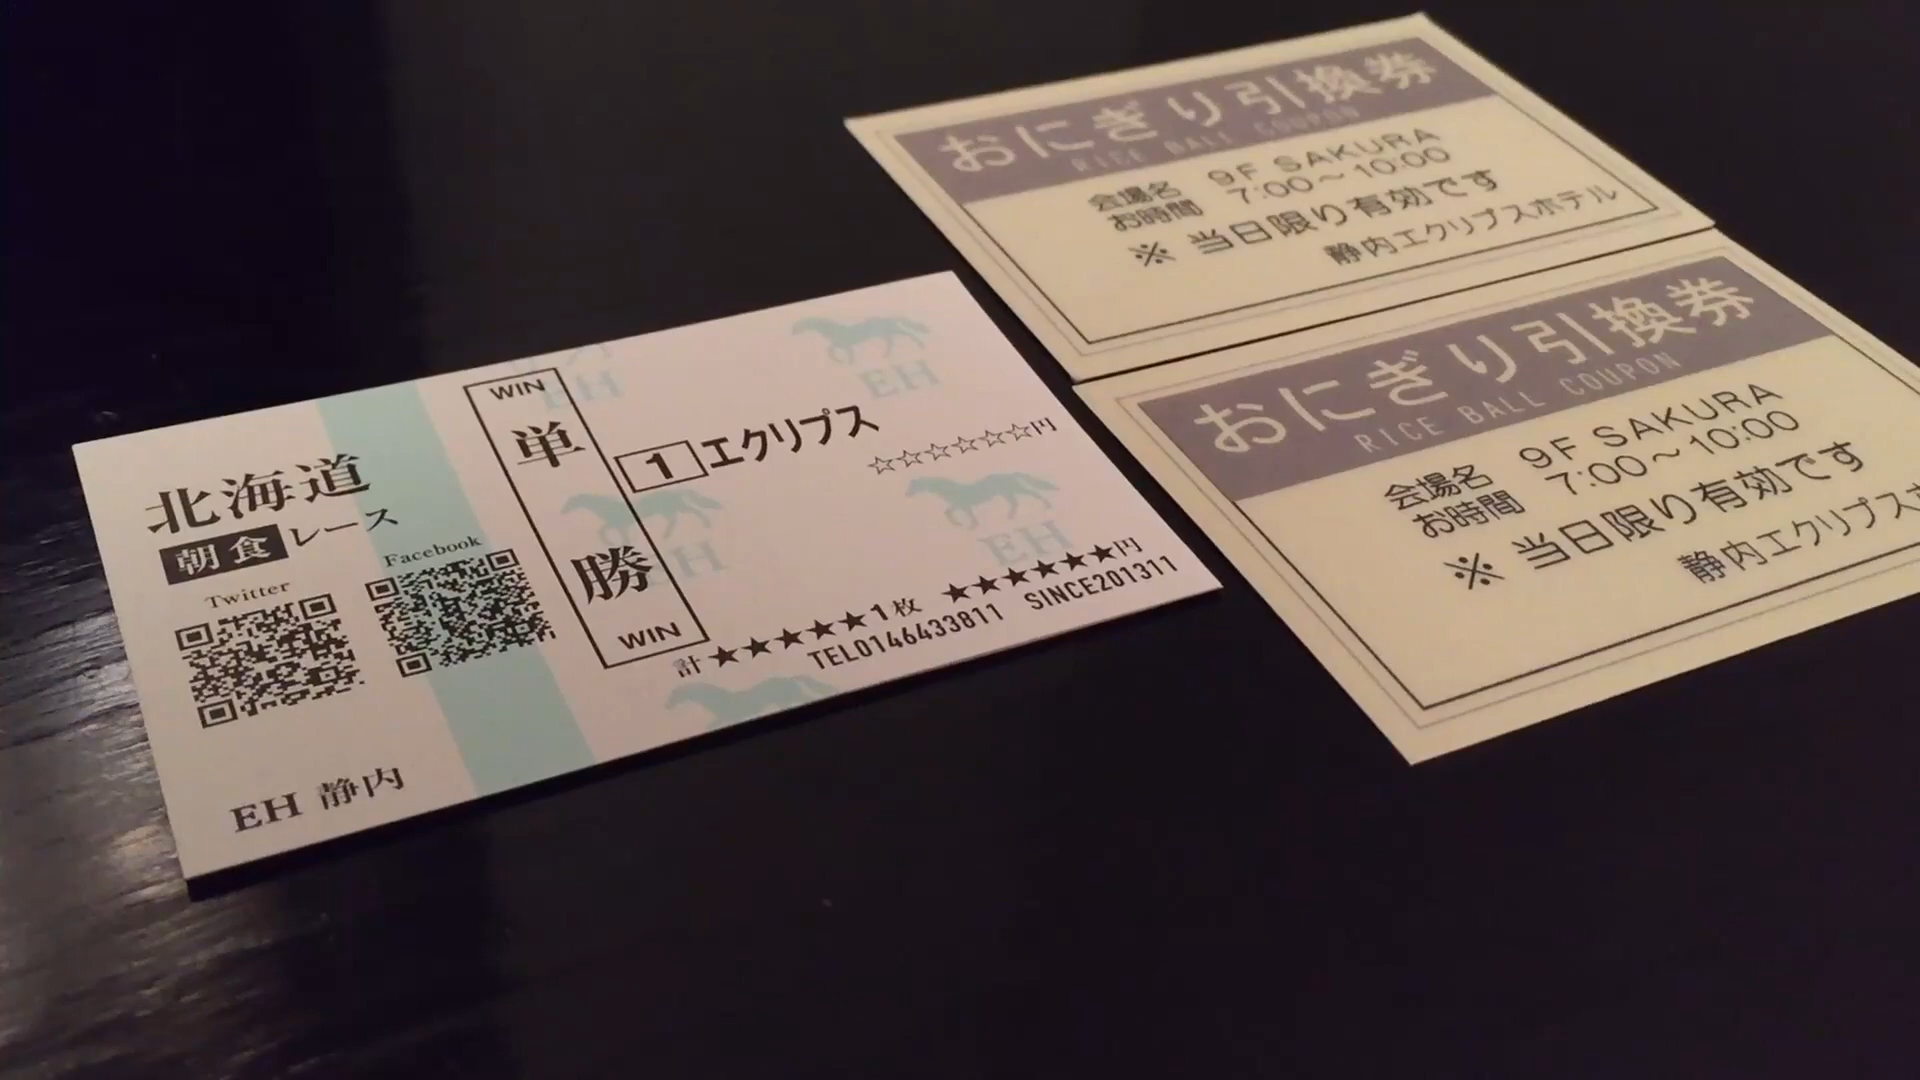 北海道
朝食レース
Twitter
Facebook
EH 静内
WIN
単勝
WIN
1 エクリプス
☆☆☆☆☆☆円
計★★★★★1枚 ★★★★★★円
TEL0146433811 SINCE201311
EH
EH
EH
EH
おにぎり引換券
RICE BALL COUPON
会場名 9F SAKURA
お時間 7:00～10:00
※ 当日限り有効です
静内エクリプスホテル
おにぎり引換券
RICE BALL COUPON
会場名 9F SAKURA
お時間 7:00～10:00
※ 当日限り有効です
静内エクリプス